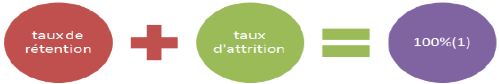 taux de
rétention
+
taux
d'attrition
=
100%(1)